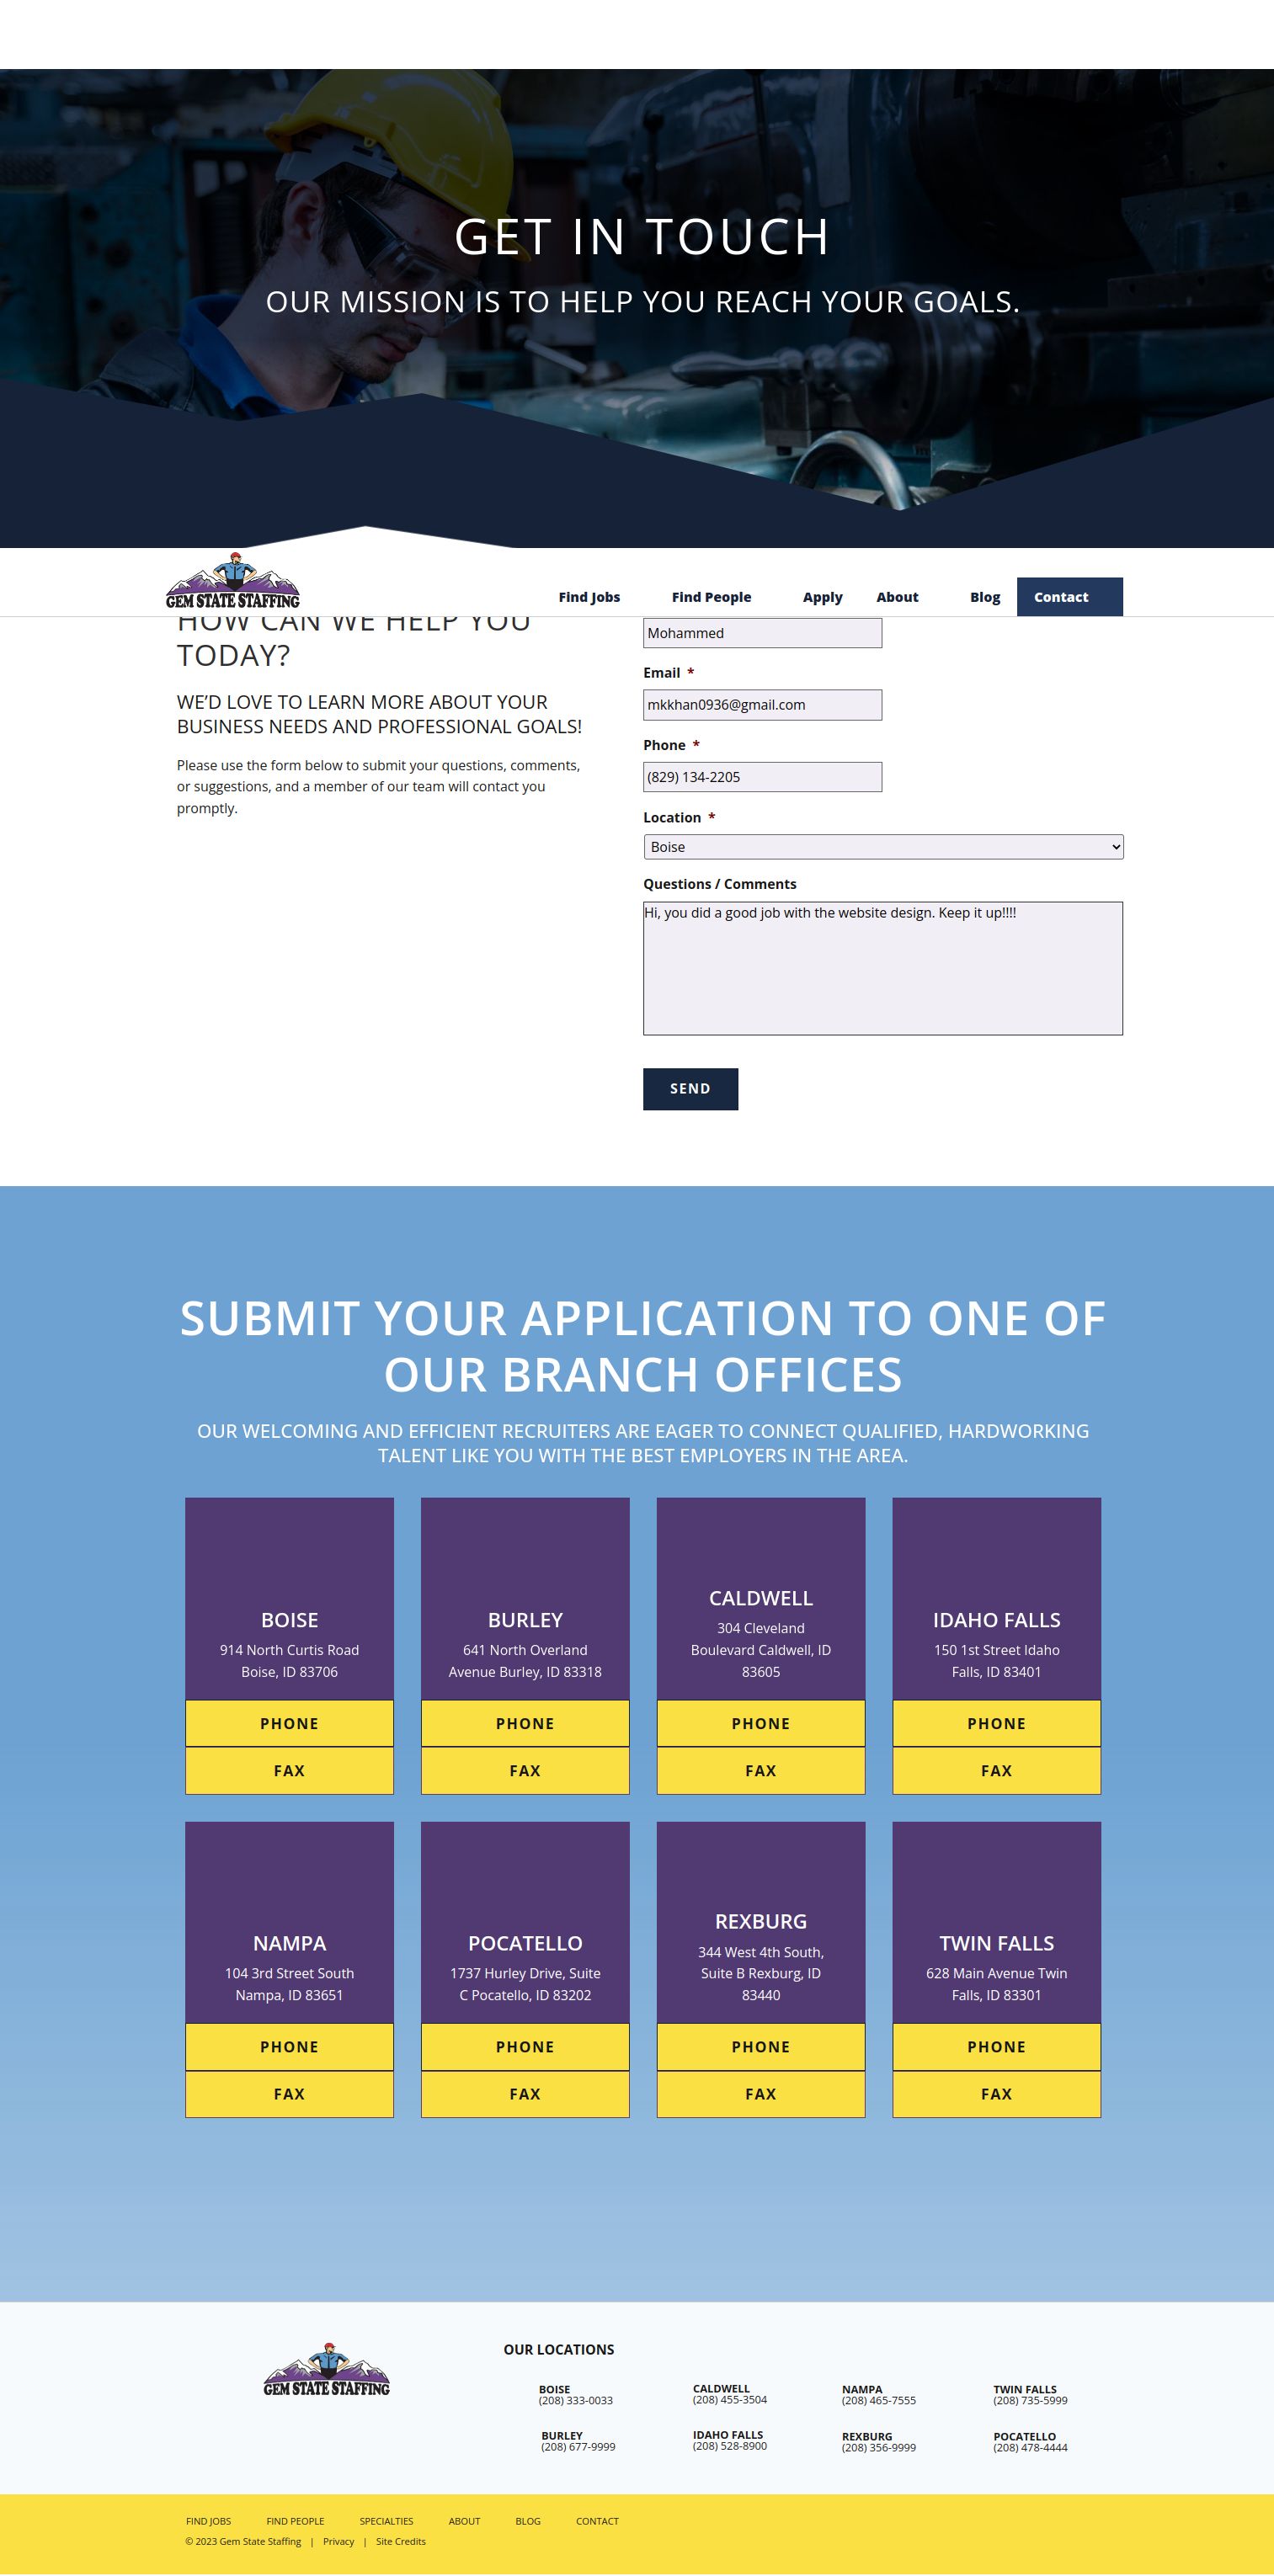 GET IN TOUCH
OUR MISSION IS TO HELP YOU REACH YOUR GOALS.
GEM STATE STAFFING
Find Jobs
Find People
Apply
About
Blog
Contact
HOW CAN WE HELP YOU
TODAY?
WE'D LOVE TO LEARN MORE ABOUT YOUR
BUSINESS NEEDS AND PROFESSIONAL GOALS!
Please use the form below to submit your questions, comments,
or suggestions, and a member of our team will contact you
promptly.
Mohammed
Email *
mkkhan0936@gmail.com
Phone *
(829) 134-2205
Location *
Boise
Questions / Comments
Hi, you did a good job with the website design. Keep it up!!!!
SEND
SUBMIT YOUR APPLICATION TO ONE OF
OUR BRANCH OFFICES
OUR WELCOMING AND EFFICIENT RECRUITERS ARE EAGER TO CONNECT QUALIFIED, HARDWORKING
TALENT LIKE YOU WITH THE BEST EMPLOYERS IN THE AREA.
BOISE
914 North Curtis Road
Boise, ID 83706
PHONE
FAX
BURLEY
641 North Overland
Avenue Burley, ID 83318
PHONE
FAX
CALDWELL
304 Cleveland
Boulevard Caldwell, ID
83605
PHONE
FAX
IDAHO FALLS
150 1st Street Idaho
Falls, ID 83401
PHONE
FAX
NAMPA
104 3rd Street South
Nampa, ID 83651
PHONE
FAX
POCATELLO
1737 Hurley Drive, Suite
C Pocatello, ID 83202
PHONE
FAX
REXBURG
344 West 4th South,
Suite B Rexburg, ID
83440
PHONE
FAX
TWIN FALLS
628 Main Avenue Twin
Falls, ID 83301
PHONE
FAX
GEM STATE STAFFING
OUR LOCATIONS
BOISE
(208) 333-0033
CALDWELL
(208) 455-3504
NAMPA
(208) 465-7555
TWIN FALLS
(208) 735-5999
BURLEY
(208) 677-9999
IDAHO FALLS
(208) 528-8900
REXBURG
(208) 356-9999
POCATELLO
(208) 478-4444
FIND JOBS
FIND PEOPLE
SPECIALTIES
ABOUT
BLOG
CONTACT
© 2023 Gem State Staffing | Privacy | Site Credits